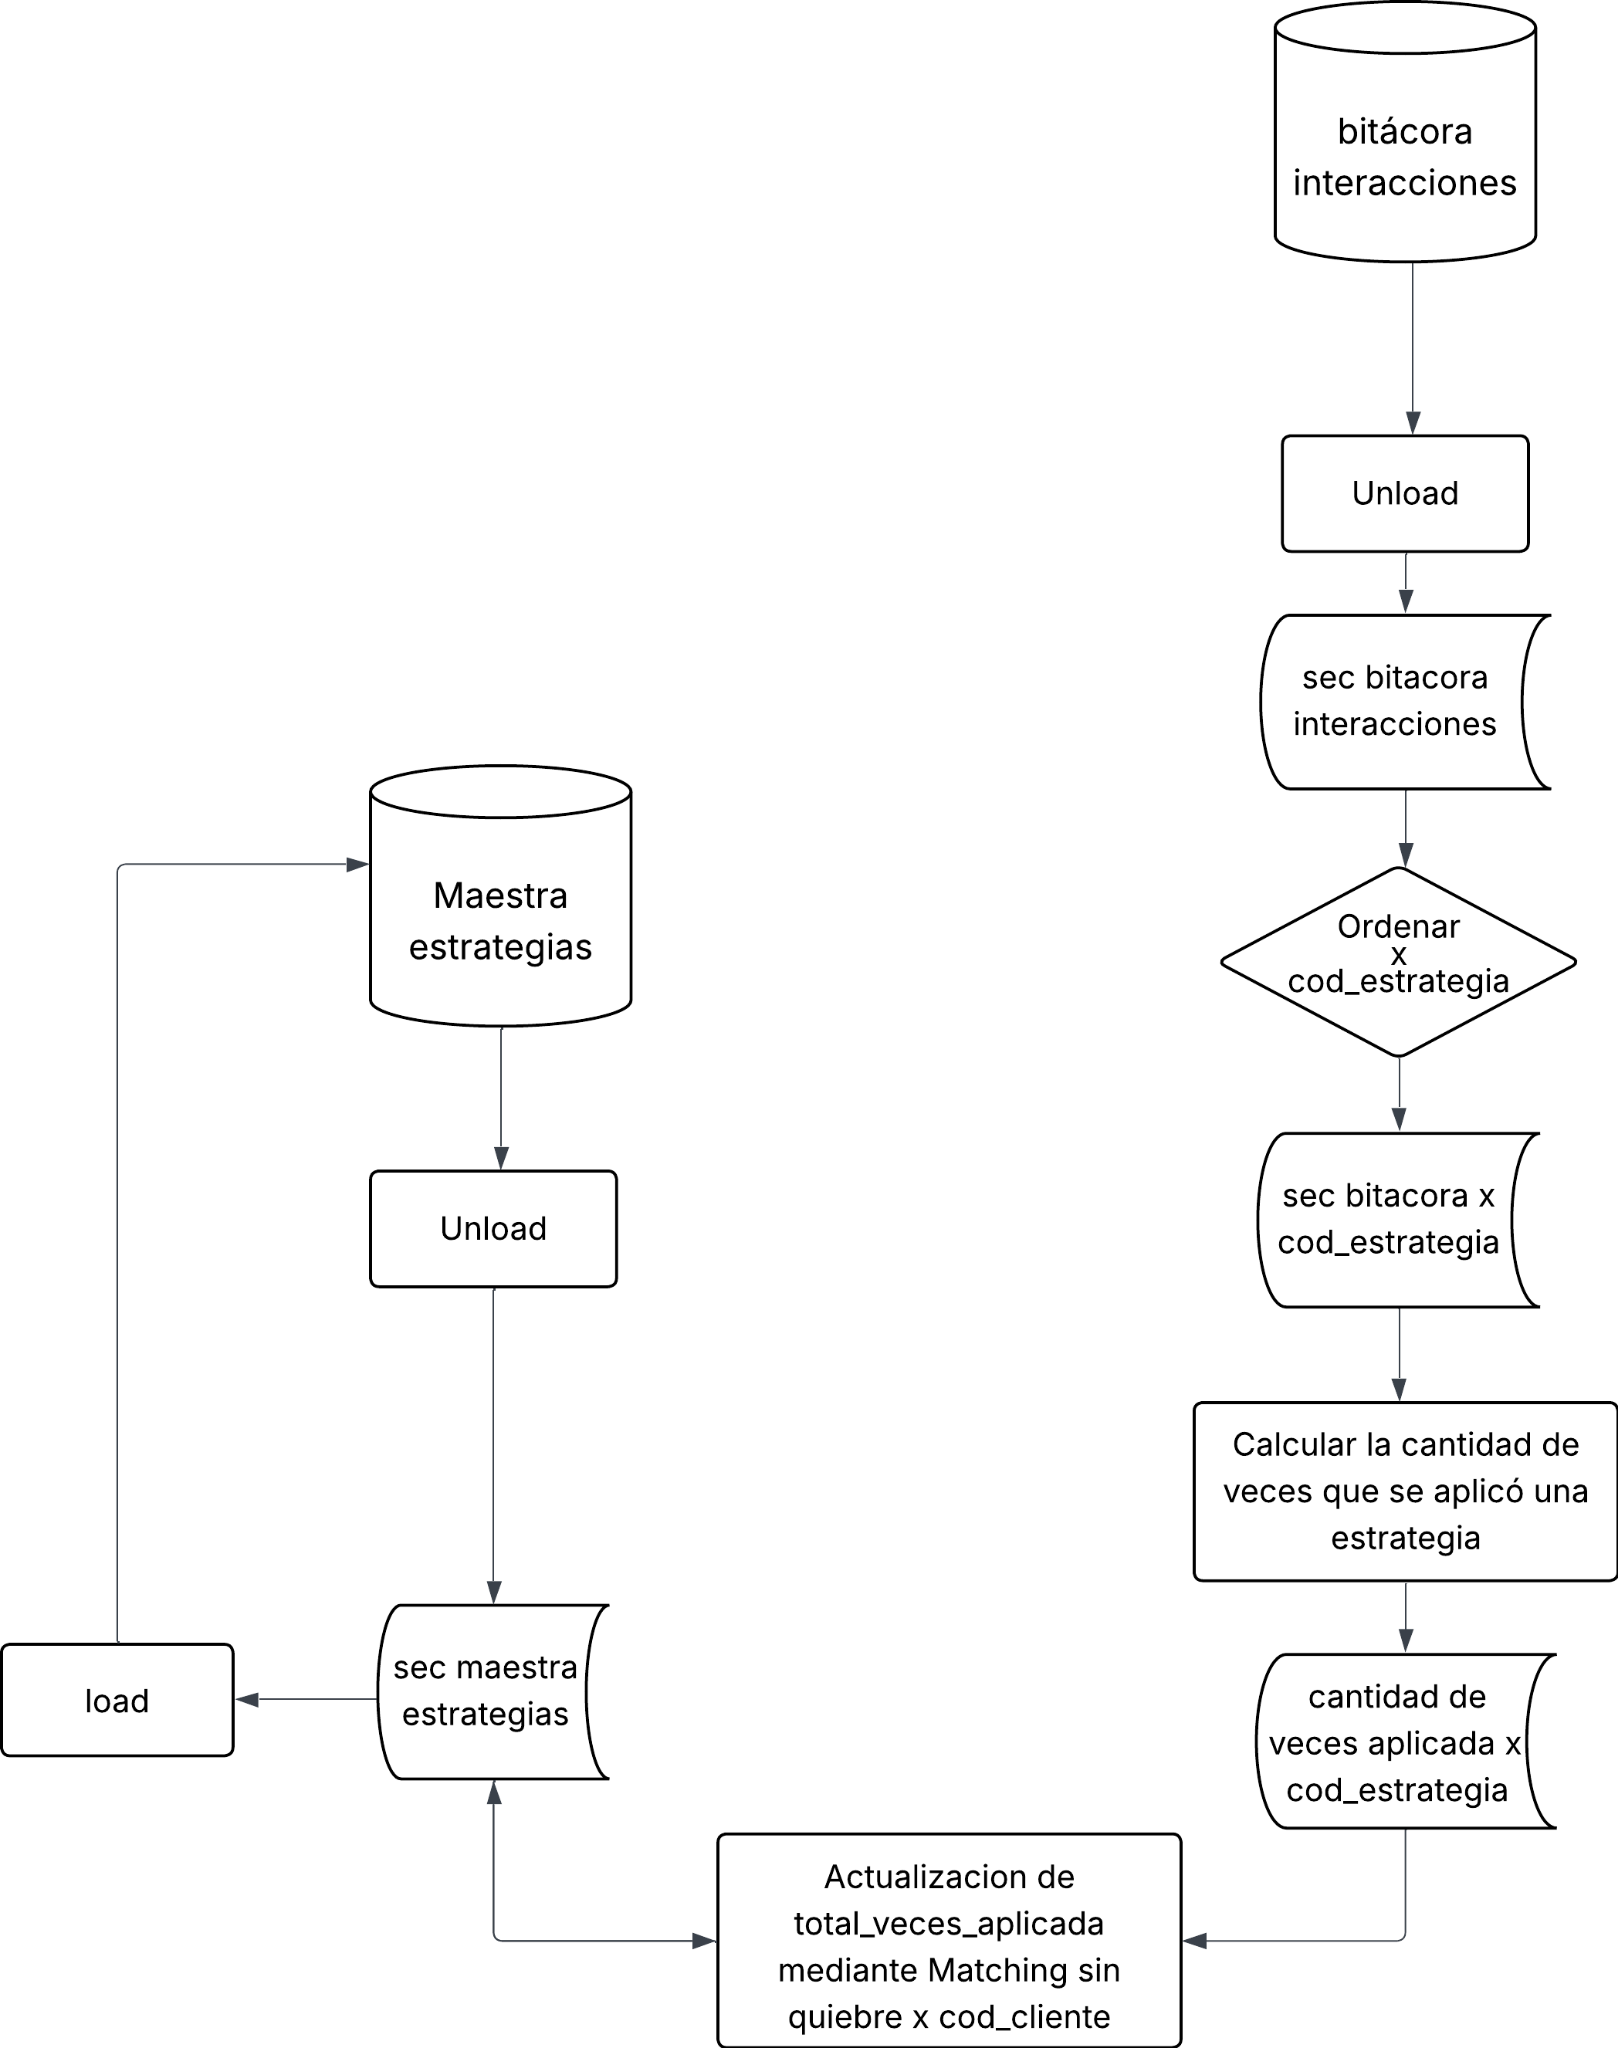 bitácora
interacciones
Unload
sec bitacora
interacciones
Ordenar
x
cod_estrategia
sec bitacora x
cod_estrategia
Calcular la cantidad de
veces que se aplicó una
estrategia
cantidad de
veces aplicada x
cod_estrategia
Maestra
estrategias
Unload
sec maestra
estrategias
load
Actualizacion de
total_veces_aplicada
mediante Matching sin
quiebre x cod_cliente